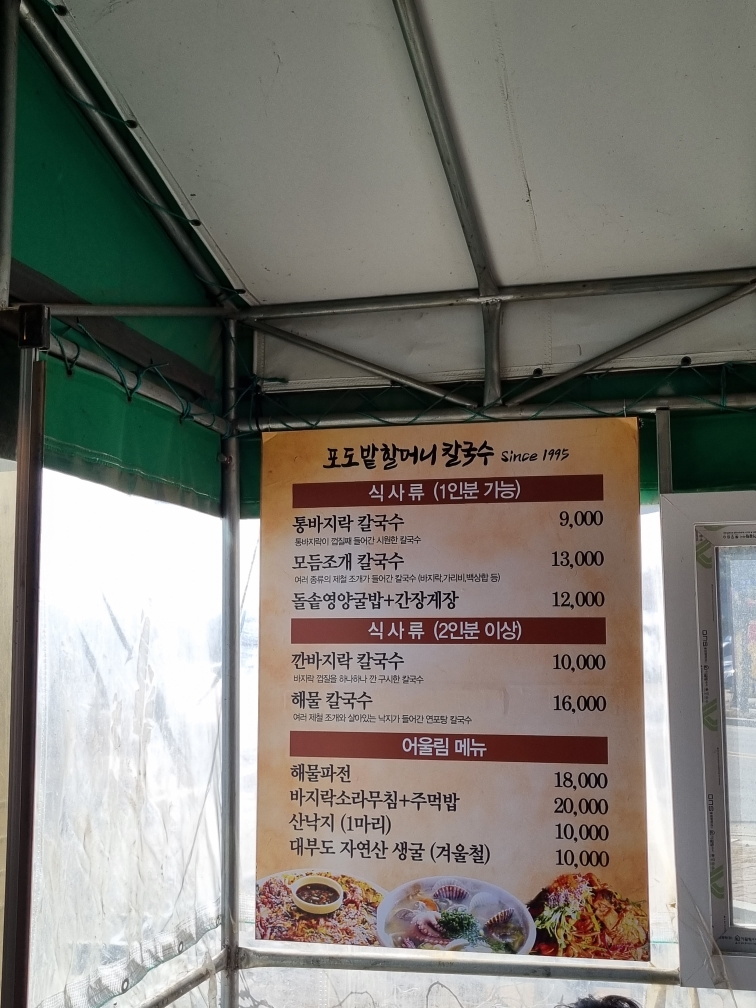 포도밭할머니 칼국수 Since 1995
식사류 (1인분 가능)
통바지락 칼국수 9,000
통바지락이 껍질째 들어간 시원한 칼국수
모듬조개 칼국수 13,000
여러 종류의 제철 조개가 들어간 칼국수 (바지락,가리비,백상합 등)
돌솥영양굴밥+간장게장 12,000
식사류 (2인분 이상)
깐바지락 칼국수 10,000
바지락 껍질을 하나하나 깐 구시한 칼국수
해물 칼국수 16,000
여러 제철 조개와 살아있는 낙지가 들어간 연포탕 칼국수
어울림 메뉴
해물파전 18,000
바지락소라무침+주먹밥 20,000
산낙지 (1마리) 10,000
대부도 자연산 생굴 (겨울철) 10,000